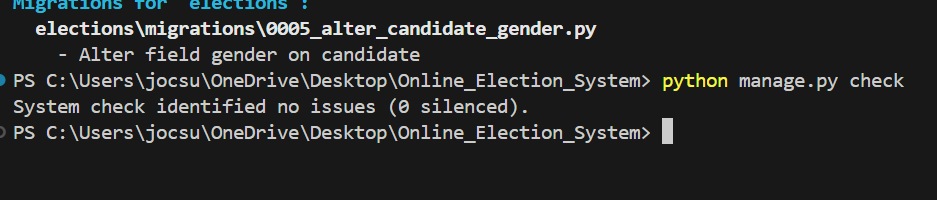 Migrations for 'elections':
elections\migrations\0005_alter_candidate_gender.py
- Alter field gender on candidate
PS C:\Users\jocsu\OneDrive\Desktop\Online_Election_System> python manage.py check
System check identified no issues (0 silenced).
PS C:\Users\jocsu\OneDrive\Desktop\Online_Election_System>